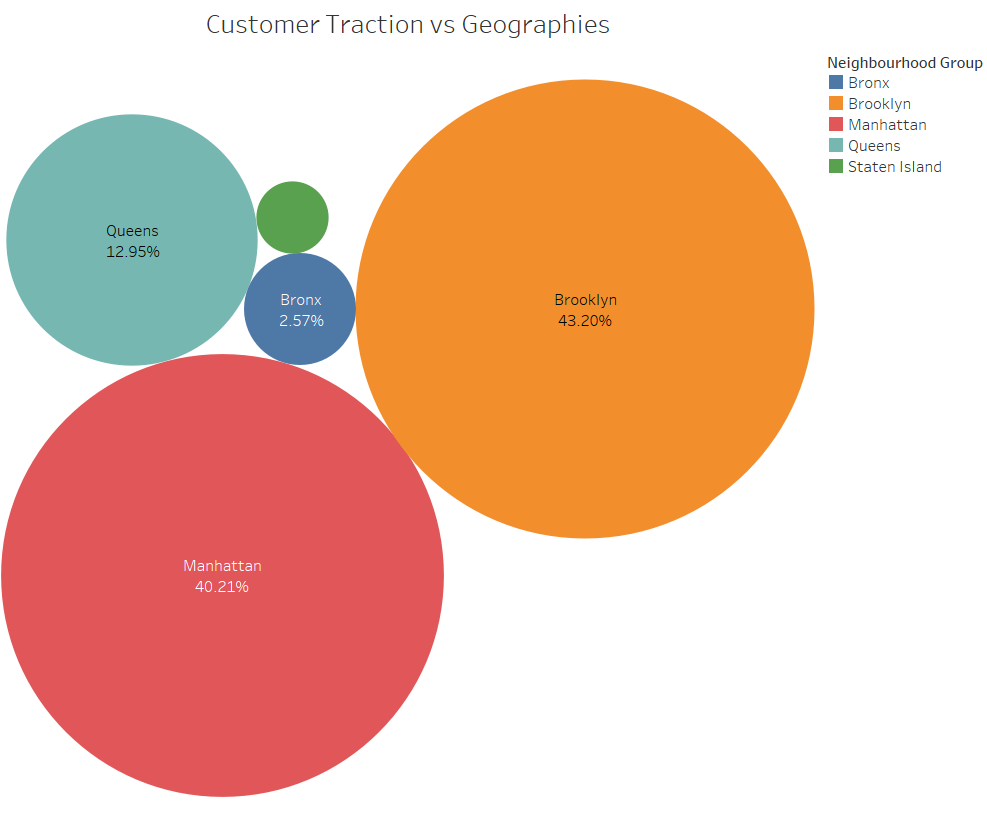 Customer Traction vs Geographies
Neighbourhood Group
Bronx
Brooklyn
Manhattan
Queens
Staten Island
Queens
12.95%
Bronx
2.57%
Brooklyn
43.20%
Manhattan
40.21%